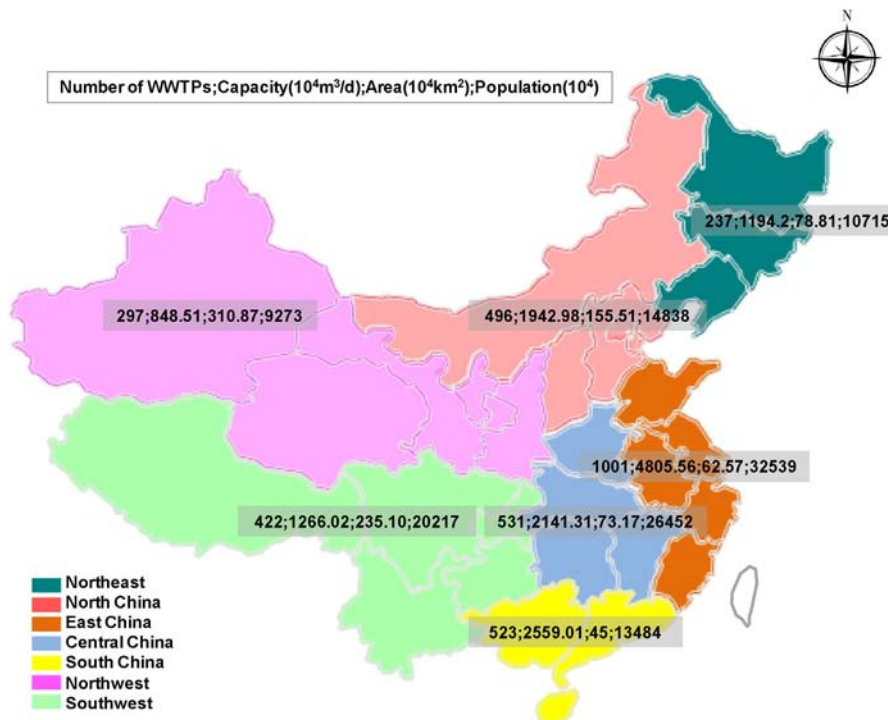 N
Number of WWTPs;Capacity(10⁴m³/d);Area(10⁴km²);Population(10⁴)
237;1194.2;78.81;10715
297;848.51;310.87;9273
496;1942.98;155.51;14838
1001;4805.56;62.57;32539
422;1266.02;235.10;20217
531;2141.31;73.17;26452
523;2559.01;45;13484
Northeast
North China
East China
Central China
South China
Northwest
Southwest